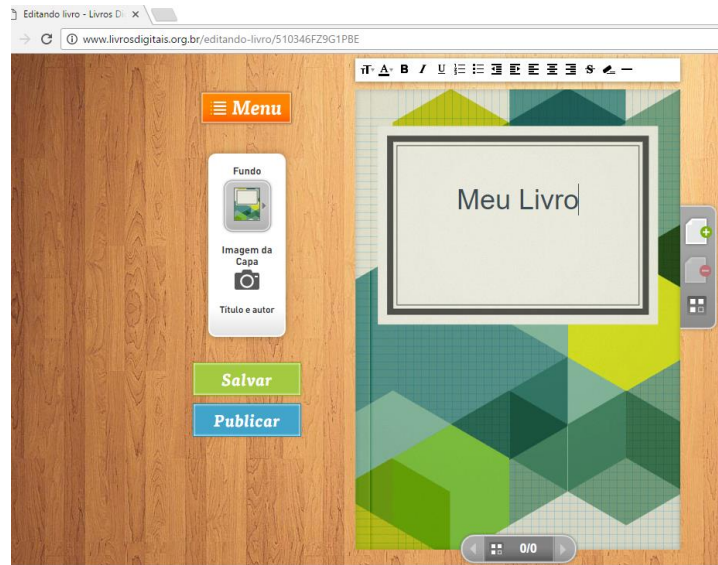 Editando livro - Livros Di
www.livrosdigitais.org.br/editando-livro/510346FZ9G1PBE
Menu
Fundo
Imagem da
Capa
Título e autor
Salvar
Publicar
T A B I U S
Meu Livro
0/0